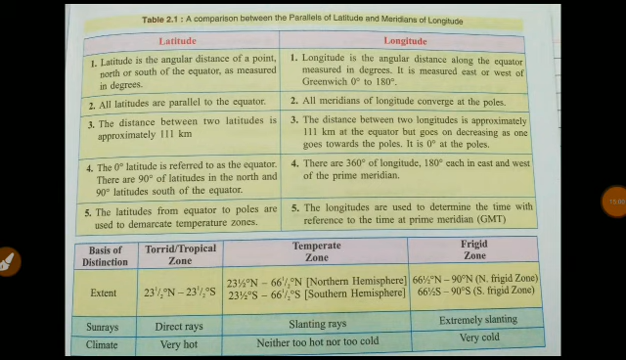 Table 2.1 : A comparison between the Parallels of Latitude and Meridians of Longitude
Latitude
Longitude
1. Latitude is the angular distance of a point,
north or south of the equator, as measured
in degrees.
1. Longitude is the angular distance along the equator
measured in degrees. It is measured east or west of
Greenwich 0° to 180°.
2. All latitudes are parallel to the equator.
2. All meridians of longitude converge at the poles.
3. The distance between two latitudes is
approximately 111 km
3. The distance between two longitudes is approximately
111 km at the equator but goes on decreasing as one
goes towards the poles. It is 0° at the poles.
4. The 0° latitude is referred to as the equator.
There are 90° of latitudes in the north and
90° latitudes south of the equator.
4. There are 360° of longitude, 180° each in east and west
of the prime meridian.
5. The latitudes from equator to poles are
used to demarcate temperature zones.
5. The longitudes are used to determine the time with
reference to the time at prime meridian (GMT)
Basis of
Distinction
Torrid/Tropical
Zone
Temperate
Zone
Frigid
Zone
Extent
23½°N – 23½°S
23½°N – 66½°N [Northern Hemisphere]
23½°S – 66½°S [Southern Hemisphere]
66½°N – 90°N (N. frigid Zone)
66½S – 90°S (S. frigid Zone)
Sunrays
Direct rays
Slanting rays
Extremely slanting
Climate
Very hot
Neither too hot nor too cold
Very cold